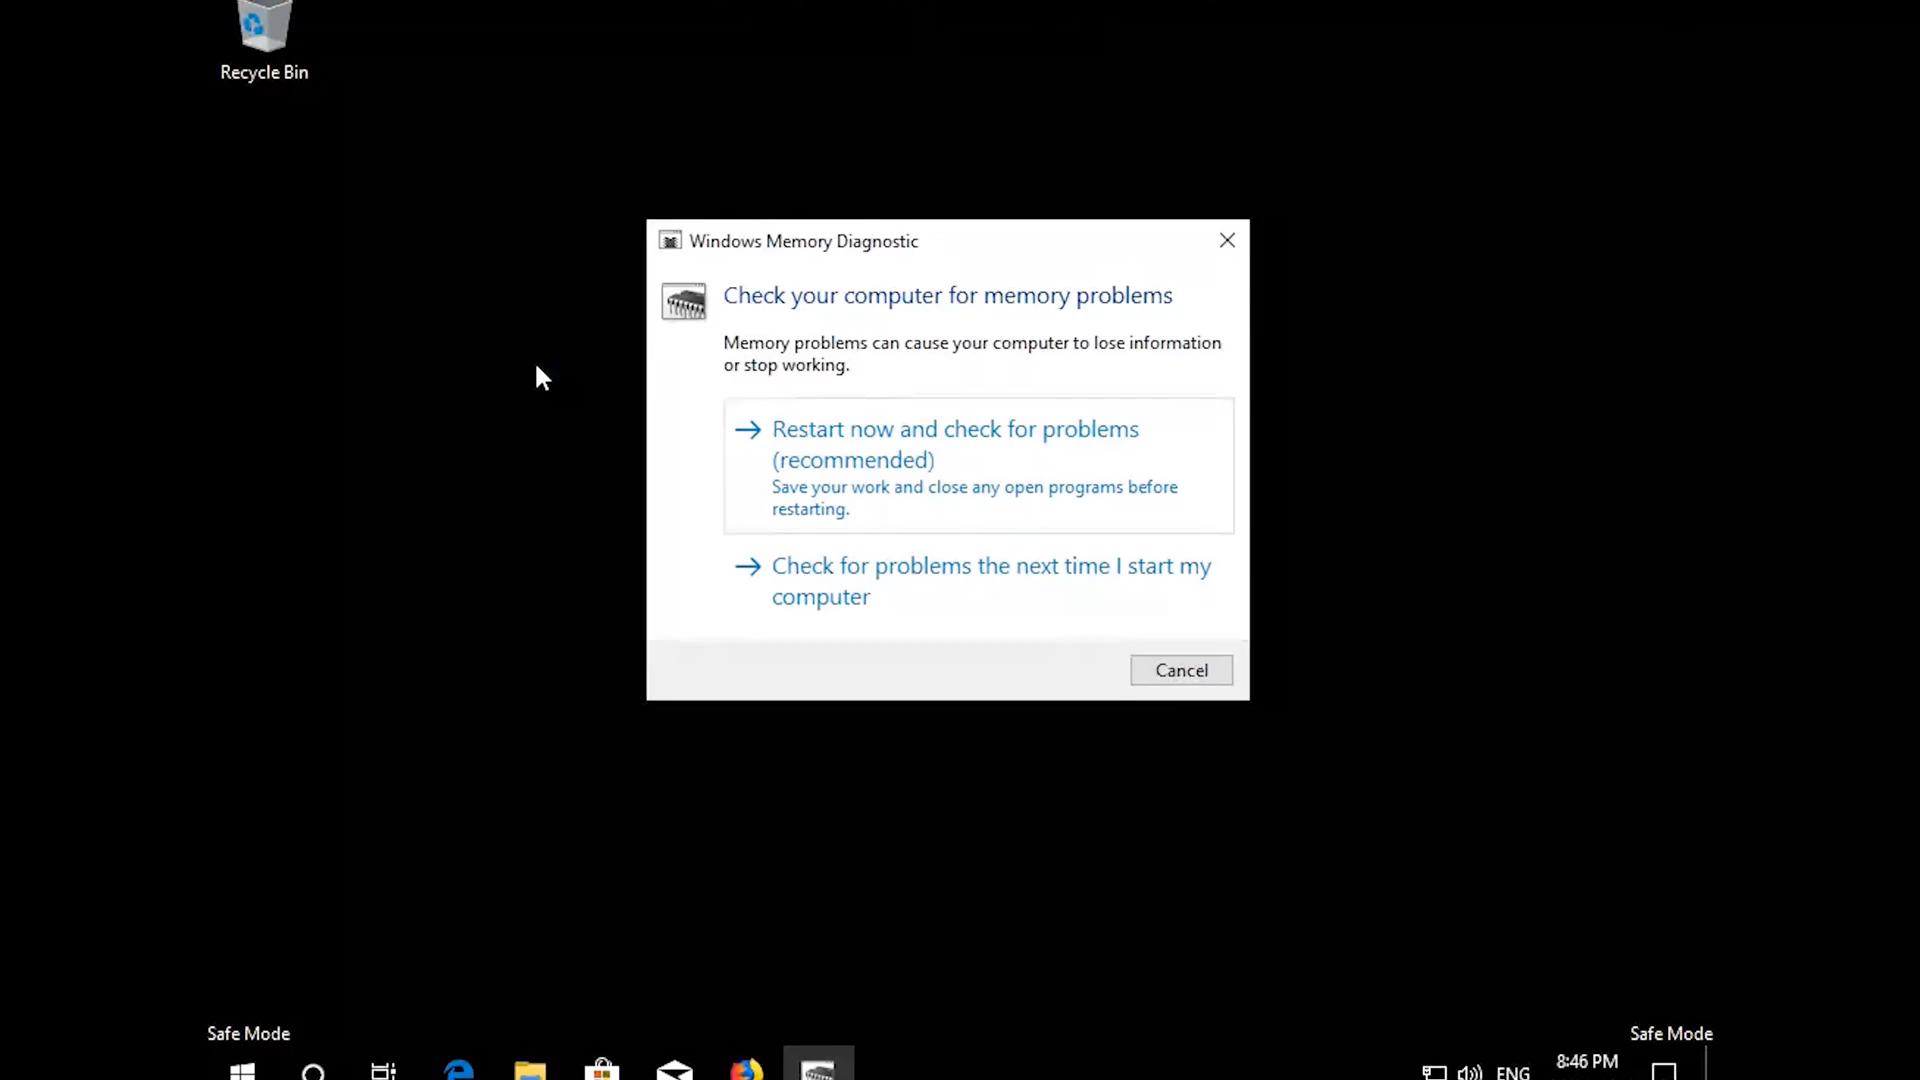 Recycle Bin
Windows Memory Diagnostic
Check your computer for memory problems
Memory problems can cause your computer to lose information
or stop working.
Restart now and check for problems
(recommended)
Save your work and close any open programs before
restarting.
Check for problems the next time I start my
computer
Cancel
Safe Mode
Safe Mode
8:46 PM
ENG